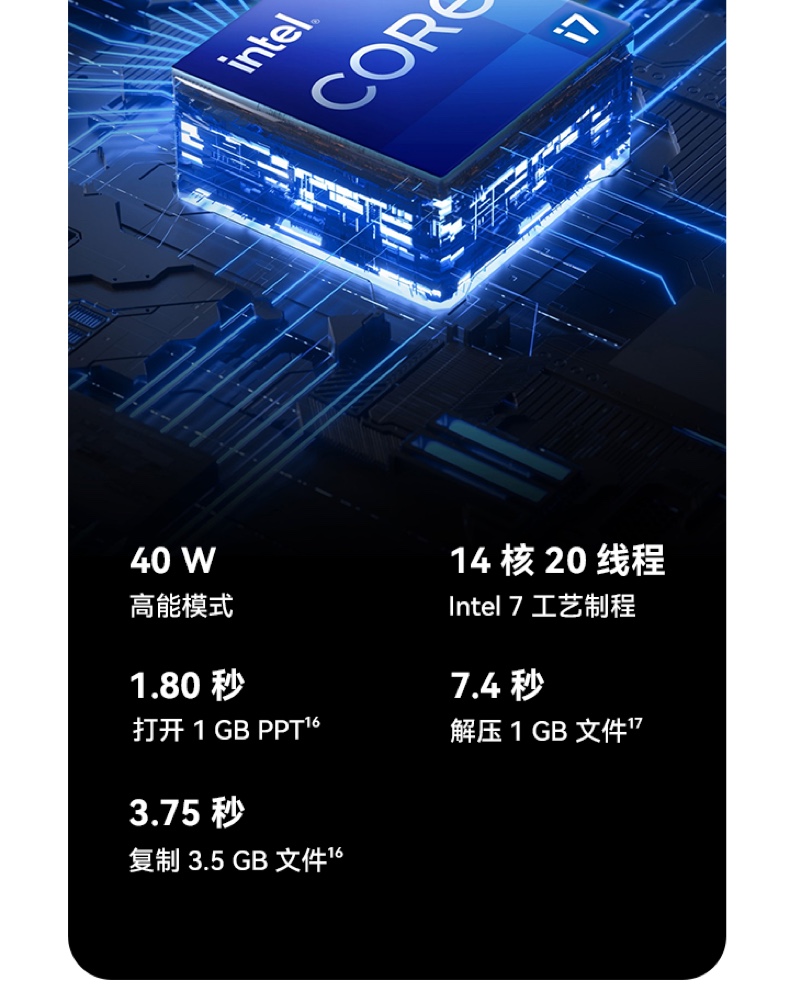 intel®
CORE
i7
40 W
高能模式
14 核 20 线程
Intel 7 工艺制程
1.80 秒
打开 1 GB PPT¹⁶
7.4 秒
解压 1 GB 文件¹⁷
3.75 秒
复制 3.5 GB 文件¹⁶